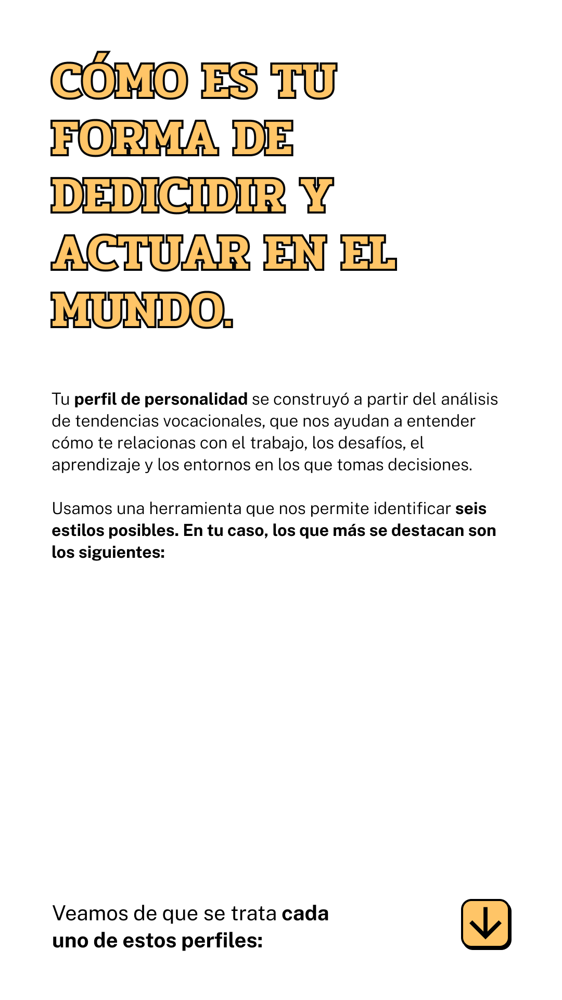 CÓMO ES TU
FORMA DE
DEDICIDIR Y
ACTUAR EN EL
MUNDO.
Tu perfil de personalidad se construyó a partir del análisis
de tendencias vocacionales, que nos ayudan a entender
cómo te relacionas con el trabajo, los desafíos, el
aprendizaje y los entornos en los que tomas decisiones.
Usamos una herramienta que nos permite identificar seis
estilos posibles. En tu caso, los que más se destacan son
los siguientes:
Veamos de que se trata cada
uno de estos perfiles: